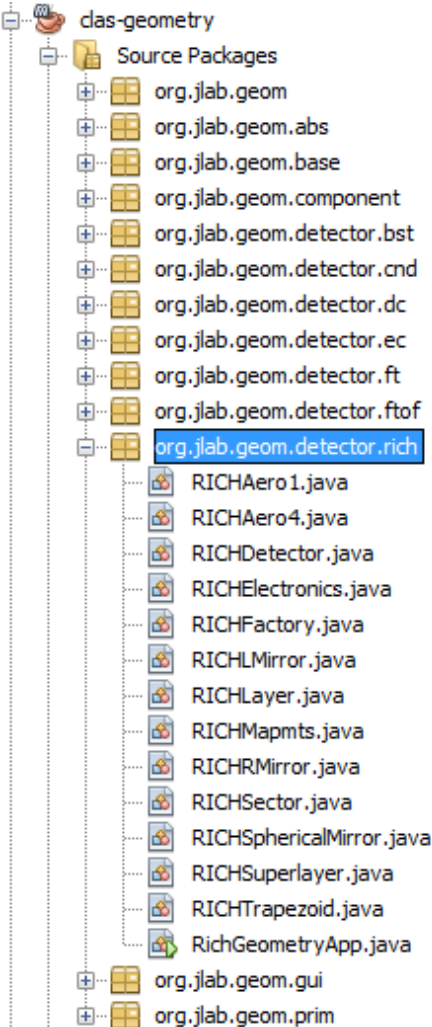 clas-geometry
Source Packages
org.jlab.geom
org.jlab.geom.abs
org.jlab.geom.base
org.jlab.geom.component
org.jlab.geom.detector.bst
org.jlab.geom.detector.cnd
org.jlab.geom.detector.dc
org.jlab.geom.detector.ec
org.jlab.geom.detector.ft
org.jlab.geom.detector.ftof
org.jlab.geom.detector.rich
RICHAero1.java
RICHAero4.java
RICHDetector.java
RICHElectronics.java
RICHFactory.java
RICHLMirror.java
RICHLayer.java
RICHMapmts.java
RICHRMirror.java
RICHSector.java
RICHSphericalMirror.java
RICHSuperlayer.java
RICHTrapezoid.java
RichGeometryApp.java
org.jlab.geom.gui
org.jlab.geom.prim